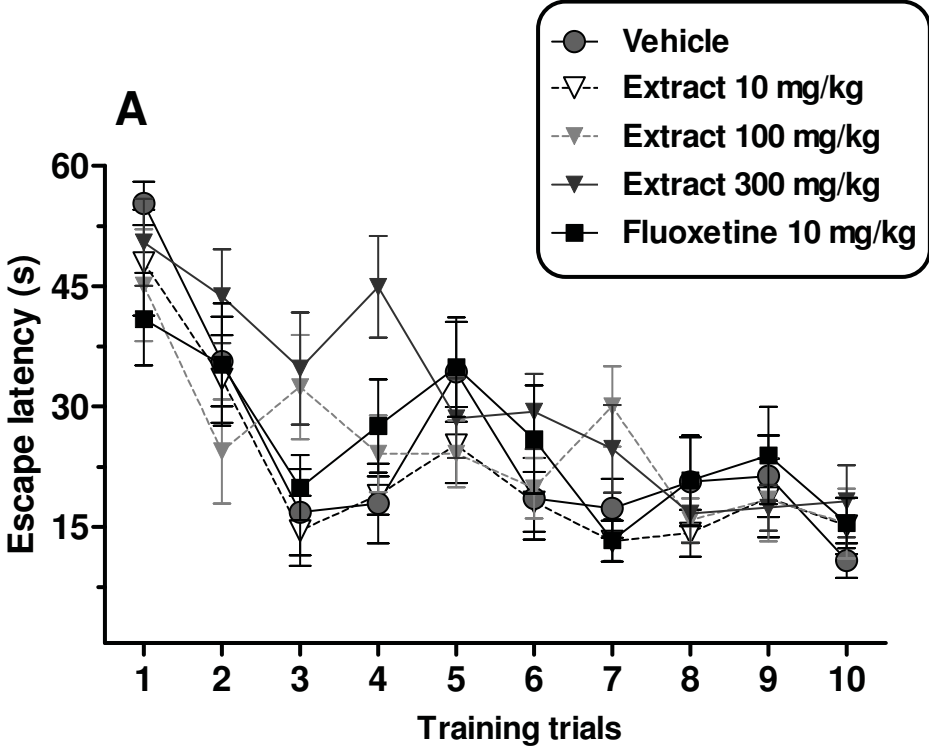 Vehicle
Extract 10 mg/kg
Extract 100 mg/kg
Extract 300 mg/kg
Fluoxetine 10 mg/kg
A
60
45
30
15
Escape latency (s)
1 2 3 4 5 6 7 8 9 10
Training trials